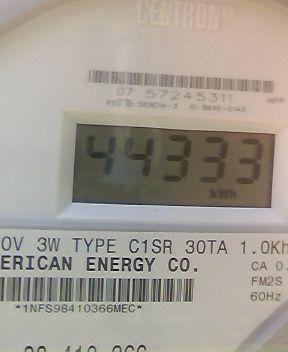 CENTRON®
07 57245311
44333
kWh
0V 3W TYPE C1SR 30TA 1.0Kh
ERICAN ENERGY CO.
CA 0.
FM2S
60Hz
*1NFS98410366MEC*